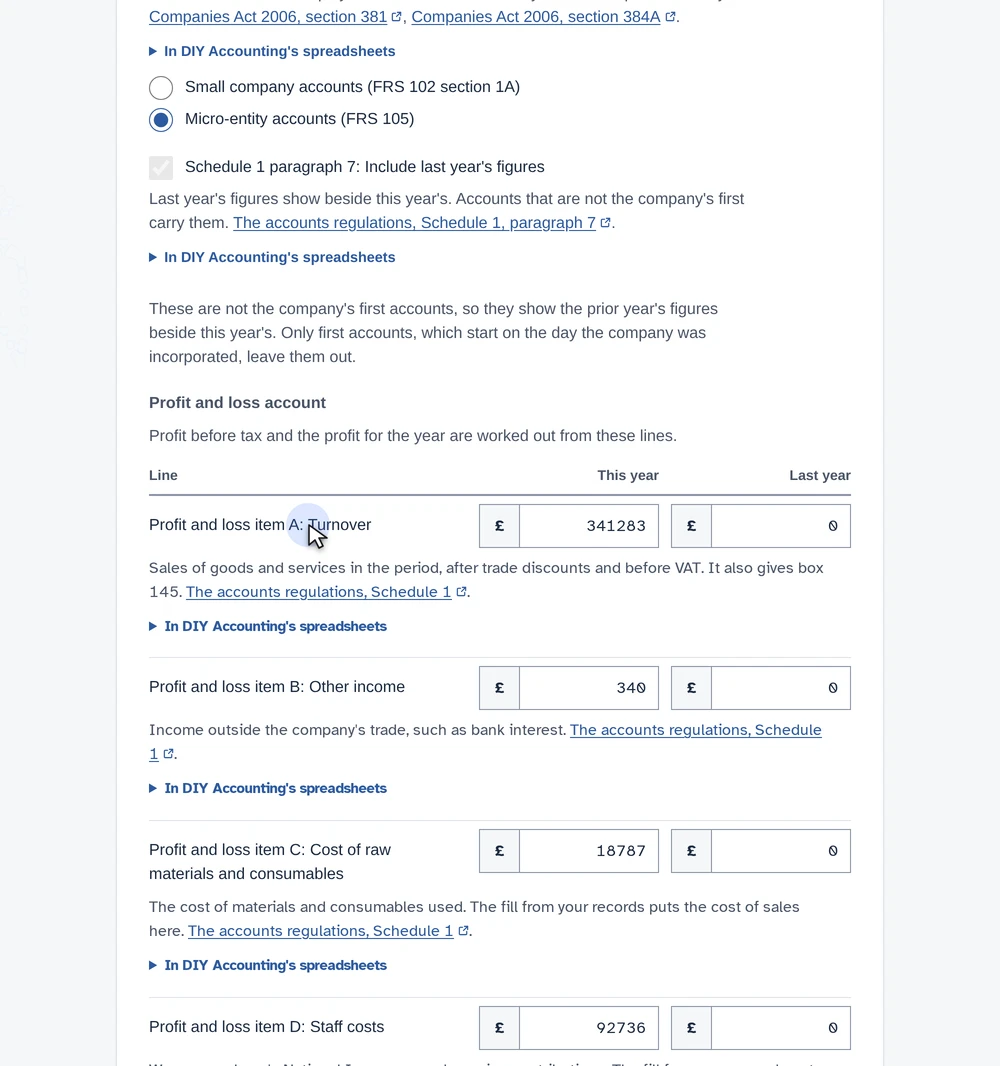 Companies Act 2006, section 381, Companies Act 2006, section 384A.
In DIY Accounting's spreadsheets
Small company accounts (FRS 102 section 1A)
Micro-entity accounts (FRS 105)
Schedule 1 paragraph 7: Include last year's figures
Last year's figures show beside this year's. Accounts that are not the company's first
carry them. The accounts regulations, Schedule 1, paragraph 7.
In DIY Accounting's spreadsheets
These are not the company's first accounts, so they show the prior year's figures
beside this year's. Only first accounts, which start on the day the company was
incorporated, leave them out.
Profit and loss account
Profit before tax and the profit for the year are worked out from these lines.
Line This year Last year
Profit and loss item A: Turnover £ 341283 £ 0
Sales of goods and services in the period, after trade discounts and before VAT. It also gives box
145. The accounts regulations, Schedule 1.
In DIY Accounting's spreadsheets
Profit and loss item B: Other income £ 340 £ 0
Income outside the company's trade, such as bank interest. The accounts regulations, Schedule
1.
In DIY Accounting's spreadsheets
Profit and loss item C: Cost of raw £ 18787 £ 0
materials and consumables
The cost of materials and consumables used. The fill from your records puts the cost of sales
here. The accounts regulations, Schedule 1.
In DIY Accounting's spreadsheets
Profit and loss item D: Staff costs £ 92736 £ 0